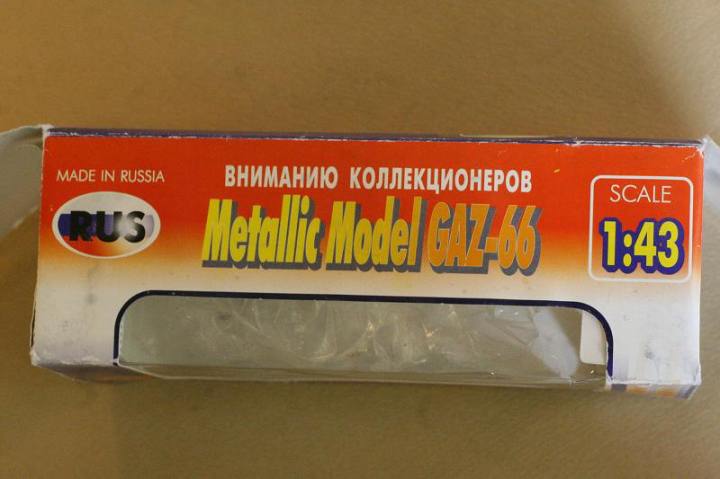 MADE IN RUSSIA
RUS
ВНИМАНИЮ КОЛЛЕКЦИОНЕРОВ
Metallic Model GAZ-66
SCALE
1:43